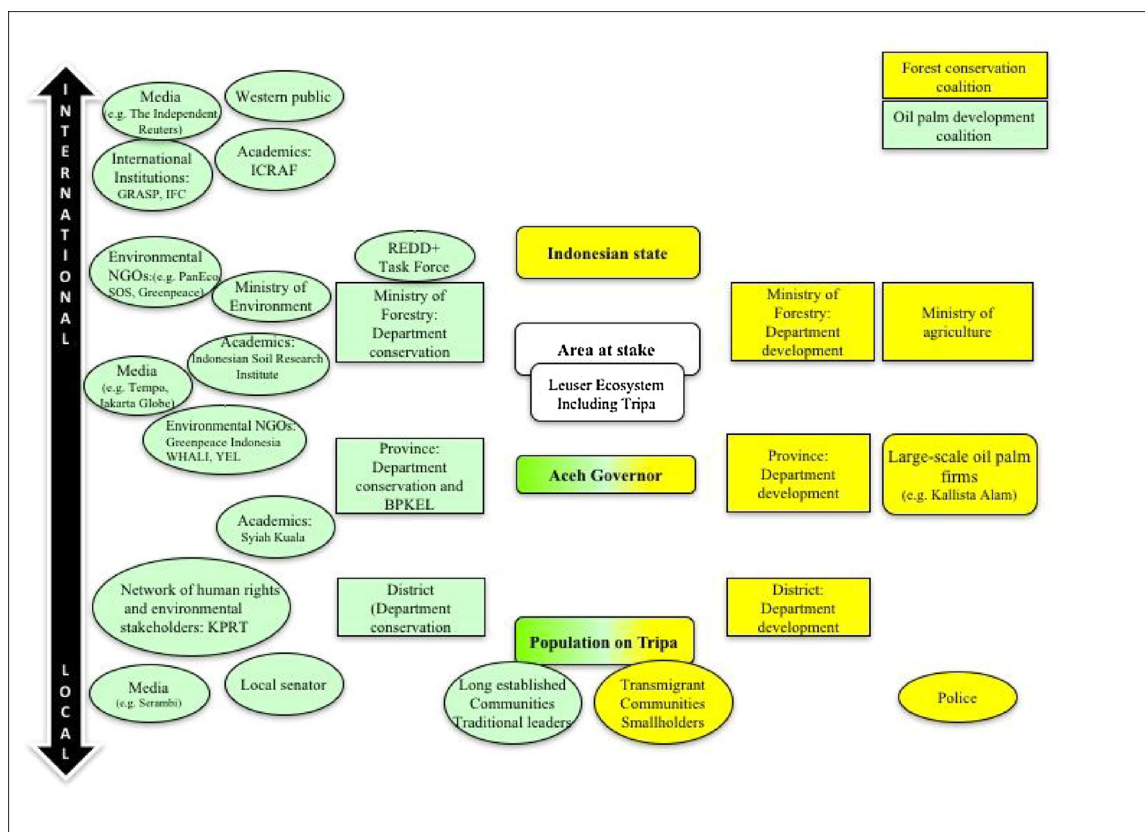 INTERNATIONAL
LOCAL
Forest conservation
coalition
Oil palm development
coalition
Media
(e.g. The Independent,
Reuters)
Western public
International
Institutions:
GRASP, IFC
Academics:
ICRAF
Environmental
NGOs:(e.g. PanEco,
SOS, Greenpeace)
REDD+
Task Force
Indonesian state
Ministry of
Environment
Ministry of
Forestry:
Department
conservation
Ministry of
Forestry:
Department
development
Ministry of
agriculture
Academics:
Indonesian Soil Research
Institute
Area at stake
Leuser Ecosystem
Including Tripa
Media
(e.g. Tempo,
Jakarta Globe)
Environmental NGOs:
Greenpeace Indonesia
WHALI, YEL
Province:
Department
conservation and
BPKEL
Aceh Governor
Province:
Department
development
Large-scale oil palm
firms
(e.g. Kallista Alam)
Academics:
Syiah Kuala
Network of human rights
and environmental
stakeholders: KPRT
District
(Department
conservation
Population on Tripa
District:
Department
development
Media
(e.g. Serambi)
Local senator
Long established
Communities
Traditional leaders
Transmigrant
Communities
Smallholders
Police